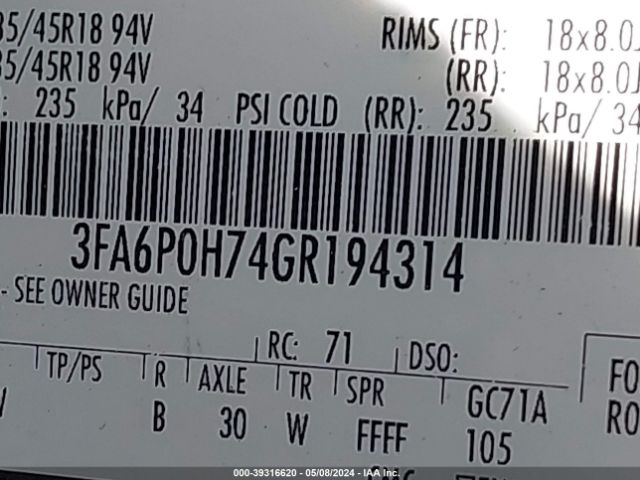 35/45R18 94V RIMS (FR): 18x8.0J
35/45R18 94V (RR): 18x8.0J
: 235 kPa/ 34 PSI COLD (RR): 235 kPa/ 34
3FA6P0H74GR194314
- SEE OWNER GUIDE
RC: 71 DSO:
TP/PS R AXLE TR SPR GC71A FO
B 30 W FFFF 105 RO
000-39316620 - 05/08/2024 - IAA Inc.